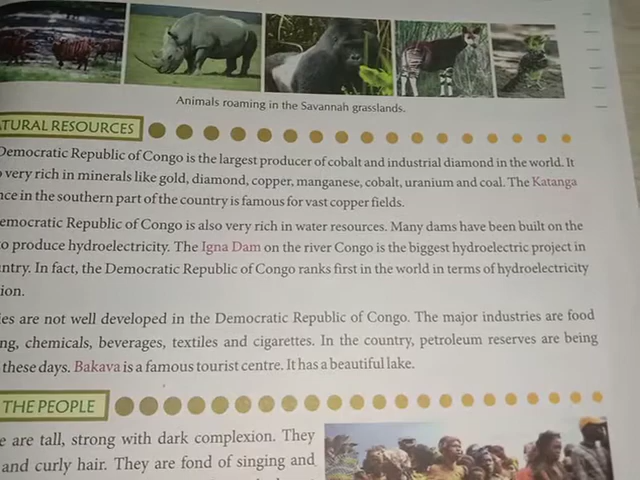 Animals roaming in the Savannah grasslands.
TURAL RESOURCES
Democratic Republic of Congo is the largest producer of cobalt and industrial diamond in the world. It
very rich in minerals like gold, diamond, copper, manganese, cobalt, uranium and coal. The Katanga
nce in the southern part of the country is famous for vast copper fields.
emocratic Republic of Congo is also very rich in water resources. Many dams have been built on the
o produce hydroelectricity. The Igna Dam on the river Congo is the biggest hydroelectric project in
ntry. In fact, the Democratic Republic of Congo ranks first in the world in terms of hydroelectricity
ion.
ies are not well developed in the Democratic Republic of Congo. The major industries are food
ng, chemicals, beverages, textiles and cigarettes. In the country, petroleum reserves are being
these days. Bakava is a famous tourist centre. It has a beautiful lake.
THE PEOPLE
e are tall, strong with dark complexion. They
and curly hair. They are fond of singing and